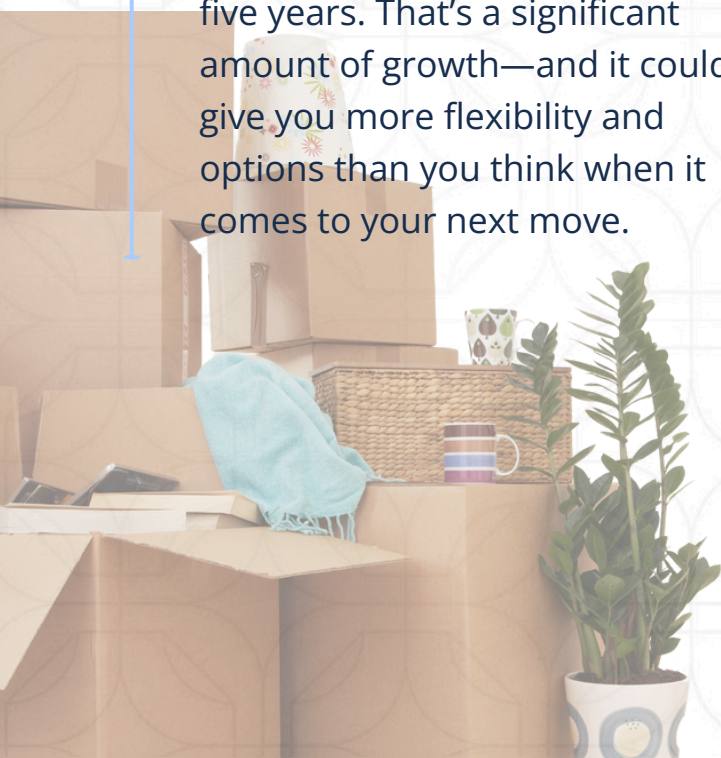 five years. That’s a significant
amount of growth—and it could
give you more flexibility and
options than you think when it
comes to your next move.